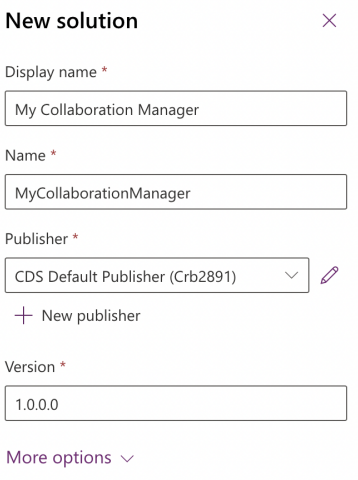 New solution
Display name *
My Collaboration Manager
Name *
MyCollaborationManager
Publisher *
CDS Default Publisher (Crb2891)
New publisher
Version *
1.0.0.0
More options